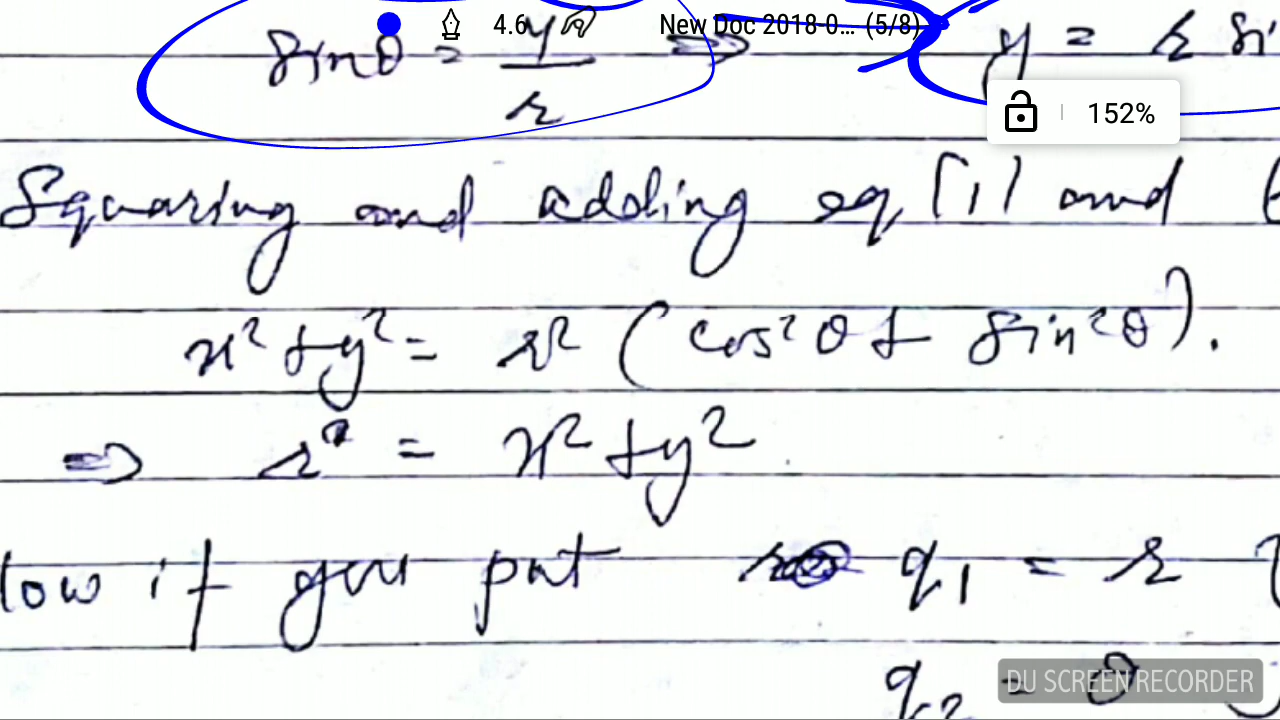 4.6 New Doc 2018-0... (5/8)
sinθ = y/r ⇒ y = r si
152%
Squaring and adding eq (1) and (
x² + y² = r² (cos²θ + sin²θ).
⇒ r² = x² + y²
low if you put q₁ = r
q₂ = θ
DU SCREEN RECORDER